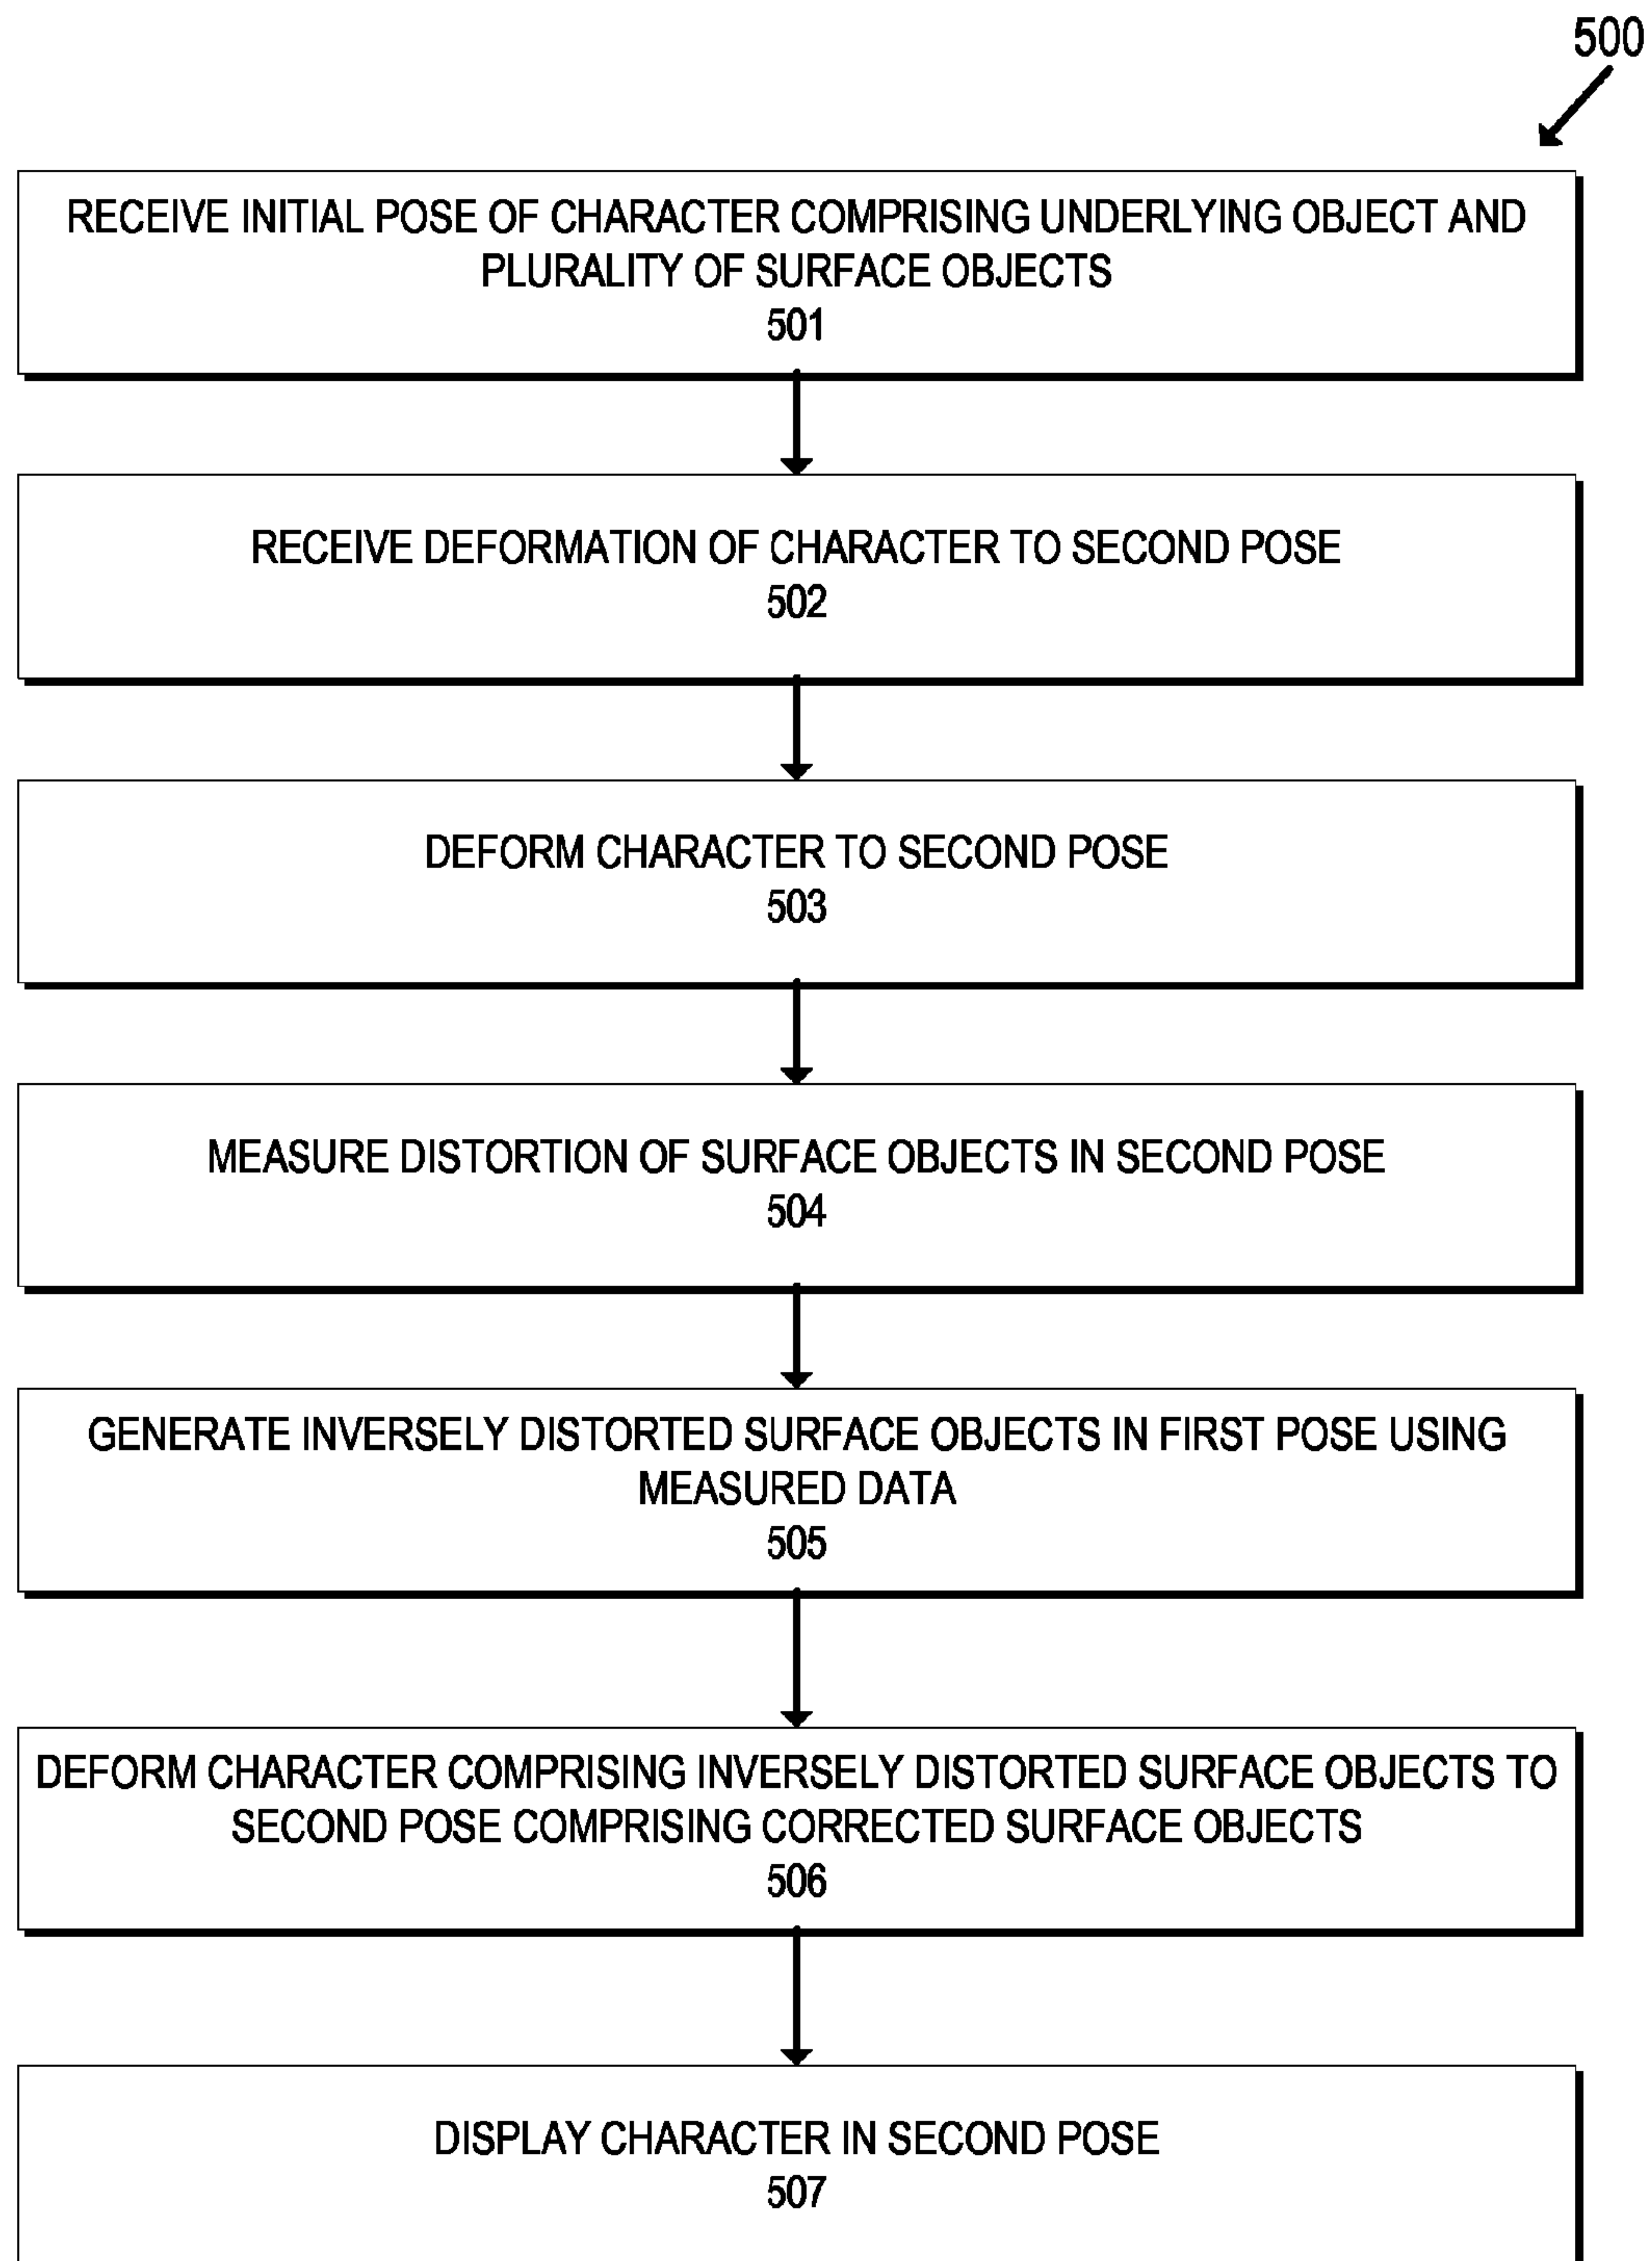 500
RECEIVE INITIAL POSE OF CHARACTER COMPRISING UNDERLYING OBJECT AND
PLURALITY OF SURFACE OBJECTS
501
RECEIVE DEFORMATION OF CHARACTER TO SECOND POSE
502
DEFORM CHARACTER TO SECOND POSE
503
MEASURE DISTORTION OF SURFACE OBJECTS IN SECOND POSE
504
GENERATE INVERSELY DISTORTED SURFACE OBJECTS IN FIRST POSE USING
MEASURED DATA
505
DEFORM CHARACTER COMPRISING INVERSELY DISTORTED SURFACE OBJECTS TO
SECOND POSE COMPRISING CORRECTED SURFACE OBJECTS
506
DISPLAY CHARACTER IN SECOND POSE
507